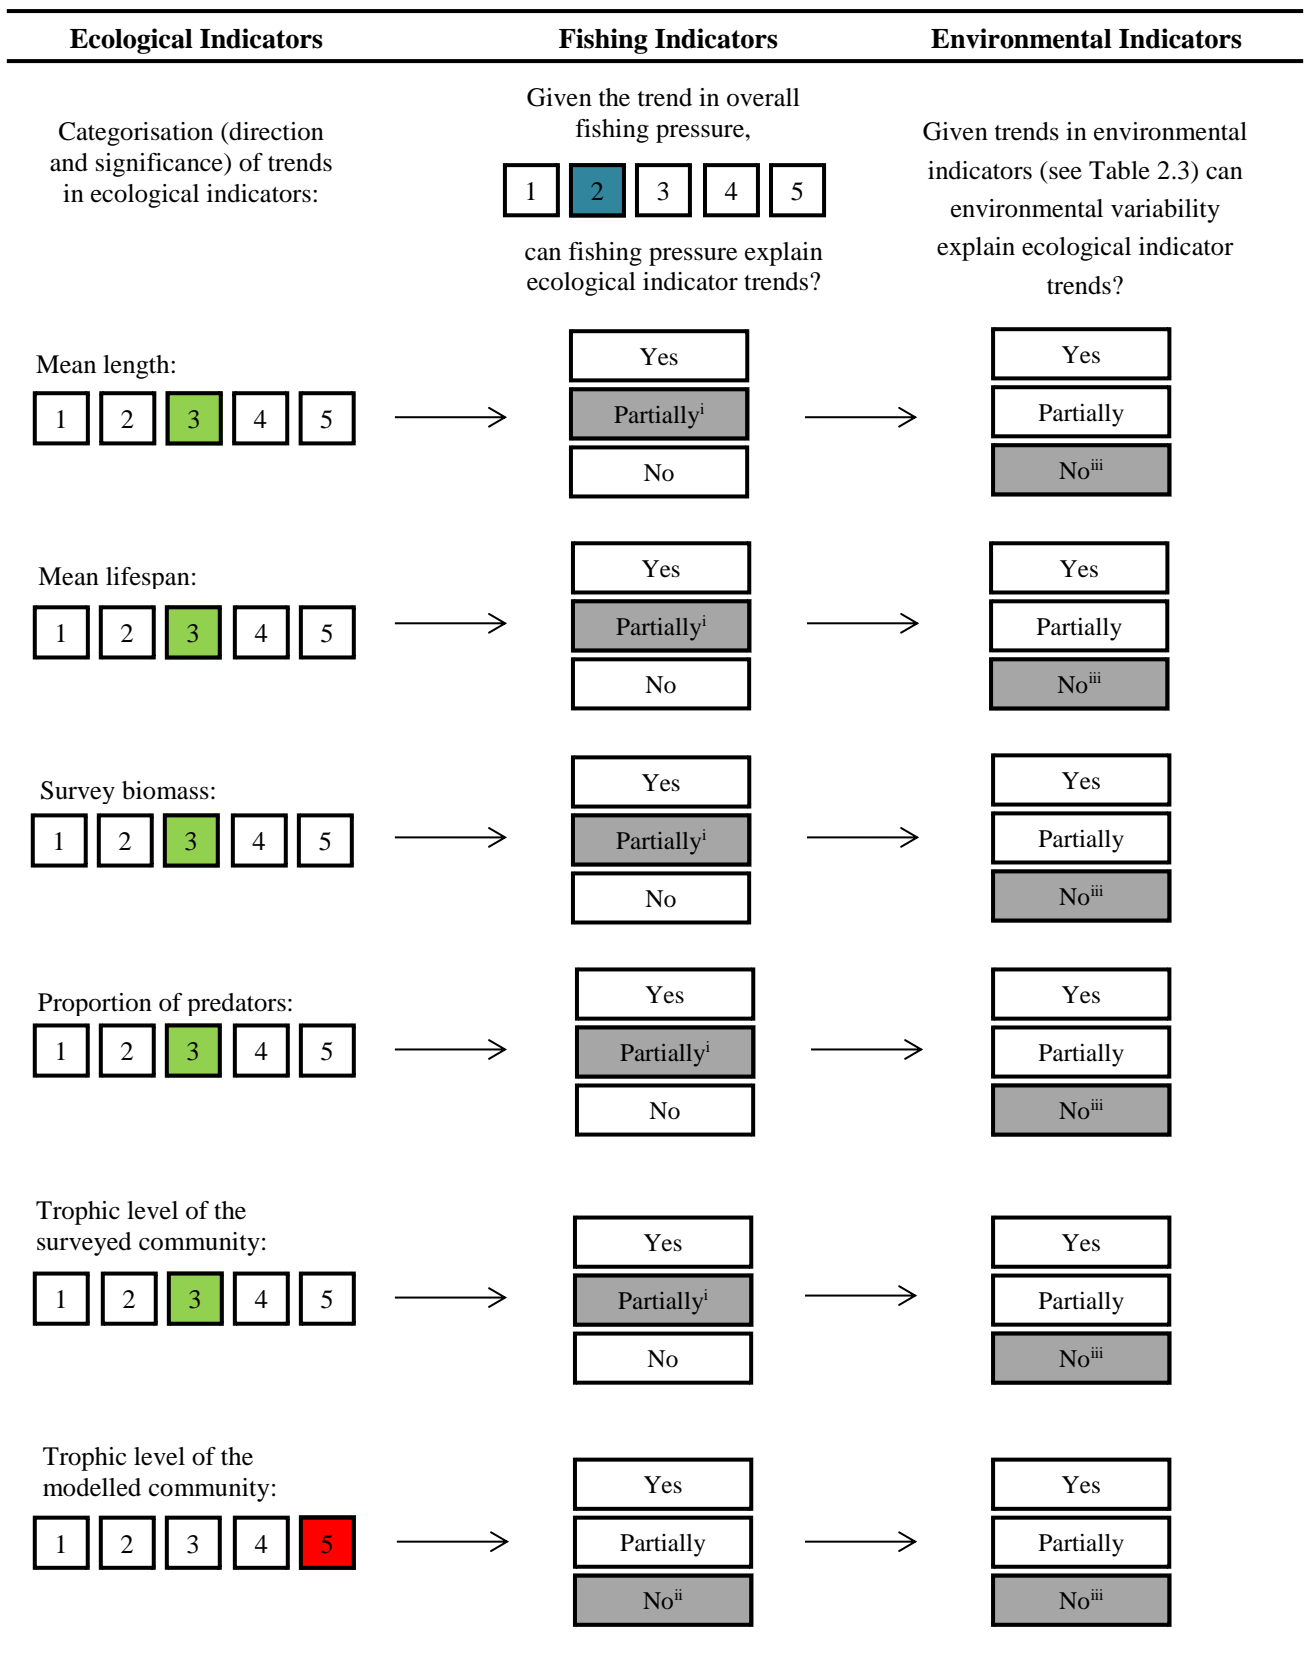 Ecological Indicators Fishing Indicators Environmental Indicators
Categorisation (direction
and significance) of trends
in ecological indicators:
Given the trend in overall
fishing pressure,
1 2 3 4 5
can fishing pressure explain
ecological indicator trends?
Given trends in environmental
indicators (see Table 2.3) can
environmental variability
explain ecological indicator
trends?
Mean length:
1 2 3 4 5
Yes
Partiallyⁱ
No
Yes
Partially
Noⁱⁱⁱ
Mean lifespan:
1 2 3 4 5
Yes
Partiallyⁱ
No
Yes
Partially
Noⁱⁱⁱ
Survey biomass:
1 2 3 4 5
Yes
Partiallyⁱ
No
Yes
Partially
Noⁱⁱⁱ
Proportion of predators:
1 2 3 4 5
Yes
Partiallyⁱ
No
Yes
Partially
Noⁱⁱⁱ
Trophic level of the
surveyed community:
1 2 3 4 5
Yes
Partiallyⁱ
No
Yes
Partially
Noⁱⁱⁱ
Trophic level of the
modelled community:
1 2 3 4 5
Yes
Partially
Noⁱⁱ
Yes
Partially
Noⁱⁱⁱ